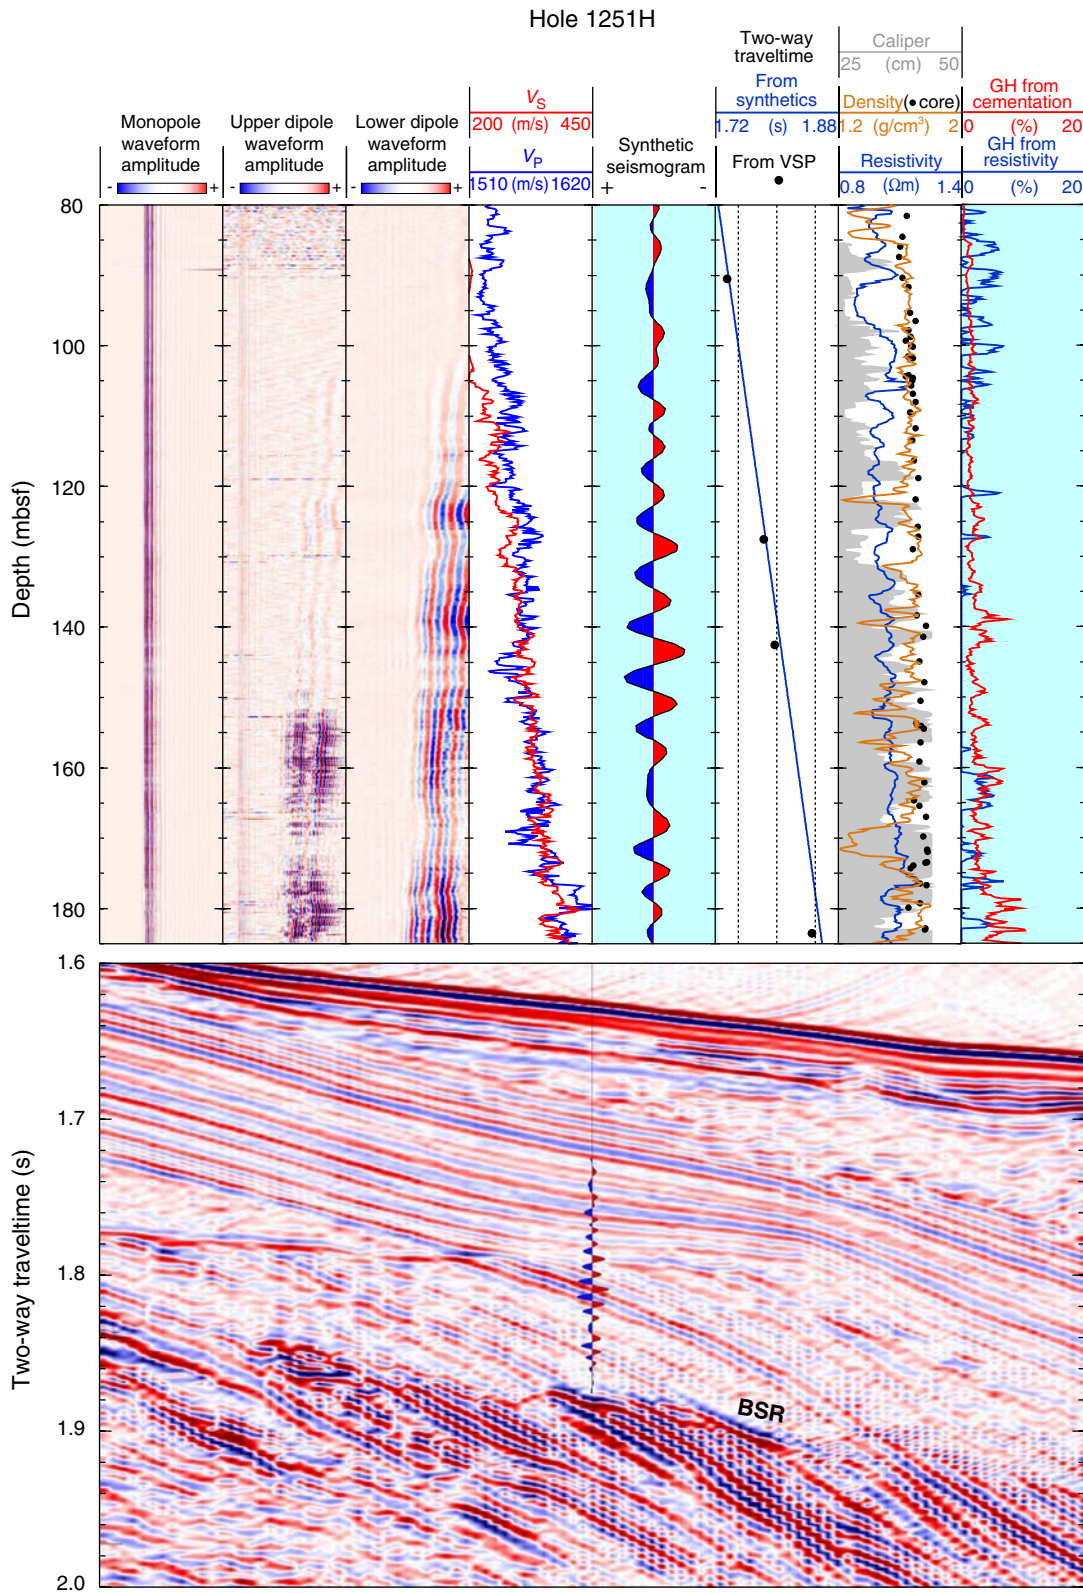 Hole 1251H
Monopole
waveform
amplitude
- +
Upper dipole
waveform
amplitude
- +
Lower dipole
waveform
amplitude
- +
VS
200 (m/s) 450
VP
1510 (m/s) 1620
Synthetic
seismogram
+ -
Two-way
traveltime
From
synthetics
1.72 (s) 1.88
From VSP
Caliper
25 (cm) 50
Density (• core)
1.2 (g/cm³) 2
Resistivity
0.8 (Ωm) 1.4
GH from
cementation
0 (%) 20
GH from
resistivity
0 (%) 20
Depth (mbsf)
80
100
120
140
160
180
Two-way traveltime (s)
1.6
1.7
1.8
1.9
2.0
BSR